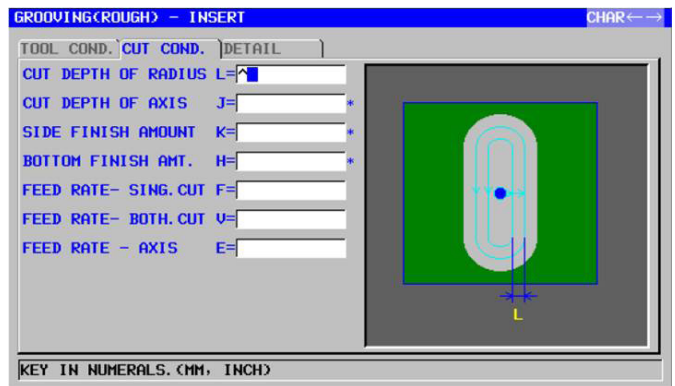 GROOVING(ROUGH) - INSERT CHAR←→
TOOL COND. CUT COND. DETAIL
CUT DEPTH OF RADIUS L=^
CUT DEPTH OF AXIS J= *
SIDE FINISH AMOUNT K= *
BOTTOM FINISH AMT. H= *
FEED RATE- SING.CUT F=
FEED RATE- BOTH.CUT V=
FEED RATE - AXIS E=
L
KEY IN NUMERALS.(MM, INCH)